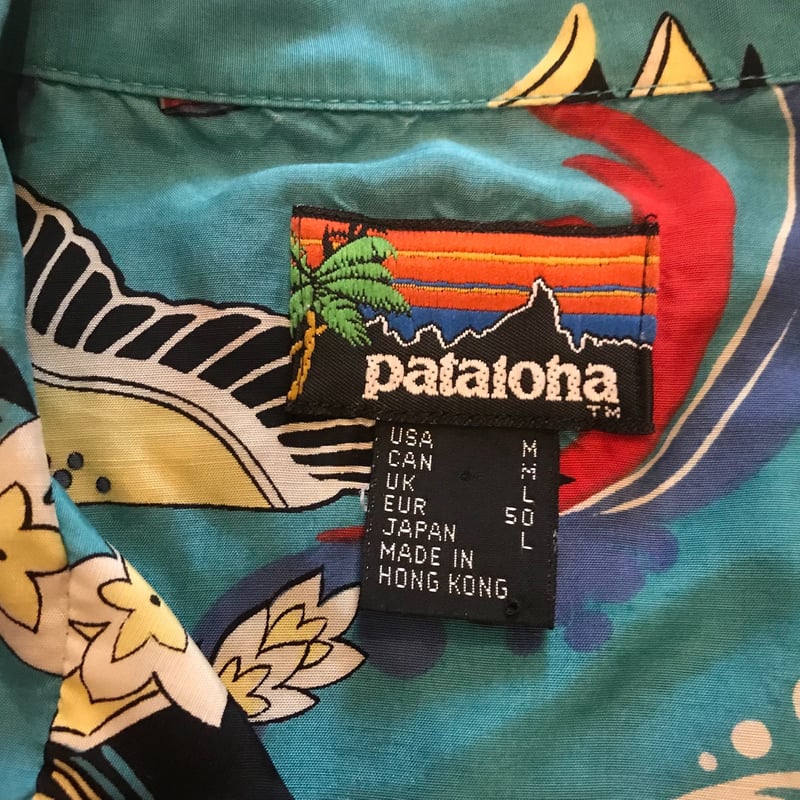 pataloha
TM
USA M
CAN M
UK L
EUR 50
JAPAN L
MADE IN
HONG KONG